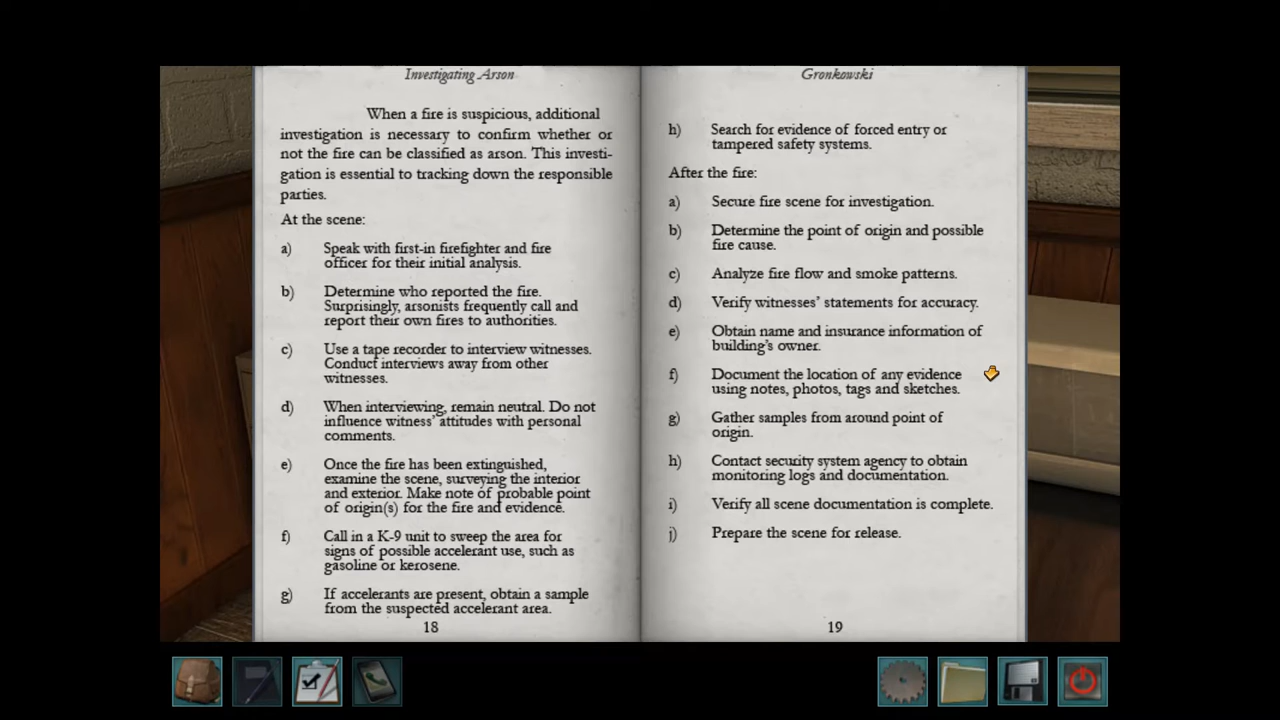 Investigating Arson
When a fire is suspicious, additional
investigation is necessary to confirm whether or
not the fire can be classified as arson. This investi-
gation is essential to tracking down the responsible
parties.
At the scene:
a) Speak with first-in firefighter and fire
officer for their initial analysis.
b) Determine who reported the fire.
Surprisingly, arsonists frequently call and
report their own fires to authorities.
c) Use a tape recorder to interview witnesses.
Conduct interviews away from other
witnesses.
d) When interviewing, remain neutral. Do not
influence witness' attitudes with personal
comments.
e) Once the fire has been extinguished,
examine the scene, surveying the interior
and exterior. Make note of probable point
of origin(s) for the fire and evidence.
f) Call in a K-9 unit to sweep the area for
signs of possible accelerant use, such as
gasoline or kerosene.
g) If accelerants are present, obtain a sample
from the suspected accelerant area.
18
Gronkowski
h) Search for evidence of forced entry or
tampered safety systems.
After the fire:
a) Secure fire scene for investigation.
b) Determine the point of origin and possible
fire cause.
c) Analyze fire flow and smoke patterns.
d) Verify witnesses' statements for accuracy.
e) Obtain name and insurance information of
building's owner.
f) Document the location of any evidence
using notes, photos, tags and sketches.
g) Gather samples from around point of
origin.
h) Contact security system agency to obtain
monitoring logs and documentation.
i) Verify all scene documentation is complete.
j) Prepare the scene for release.
19